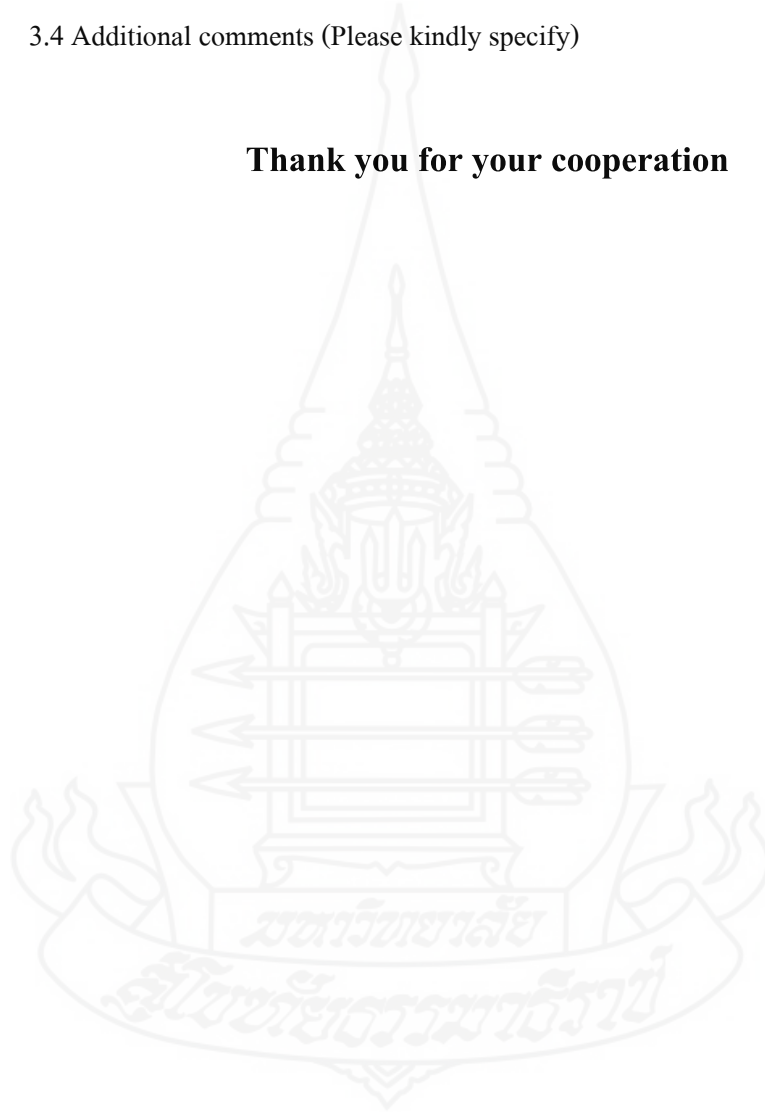 3.4 Additional comments (Please kindly specify)
Thank you for your cooperation
มหาวิทยาลัย
สุโขทัยธรรมาธิราช